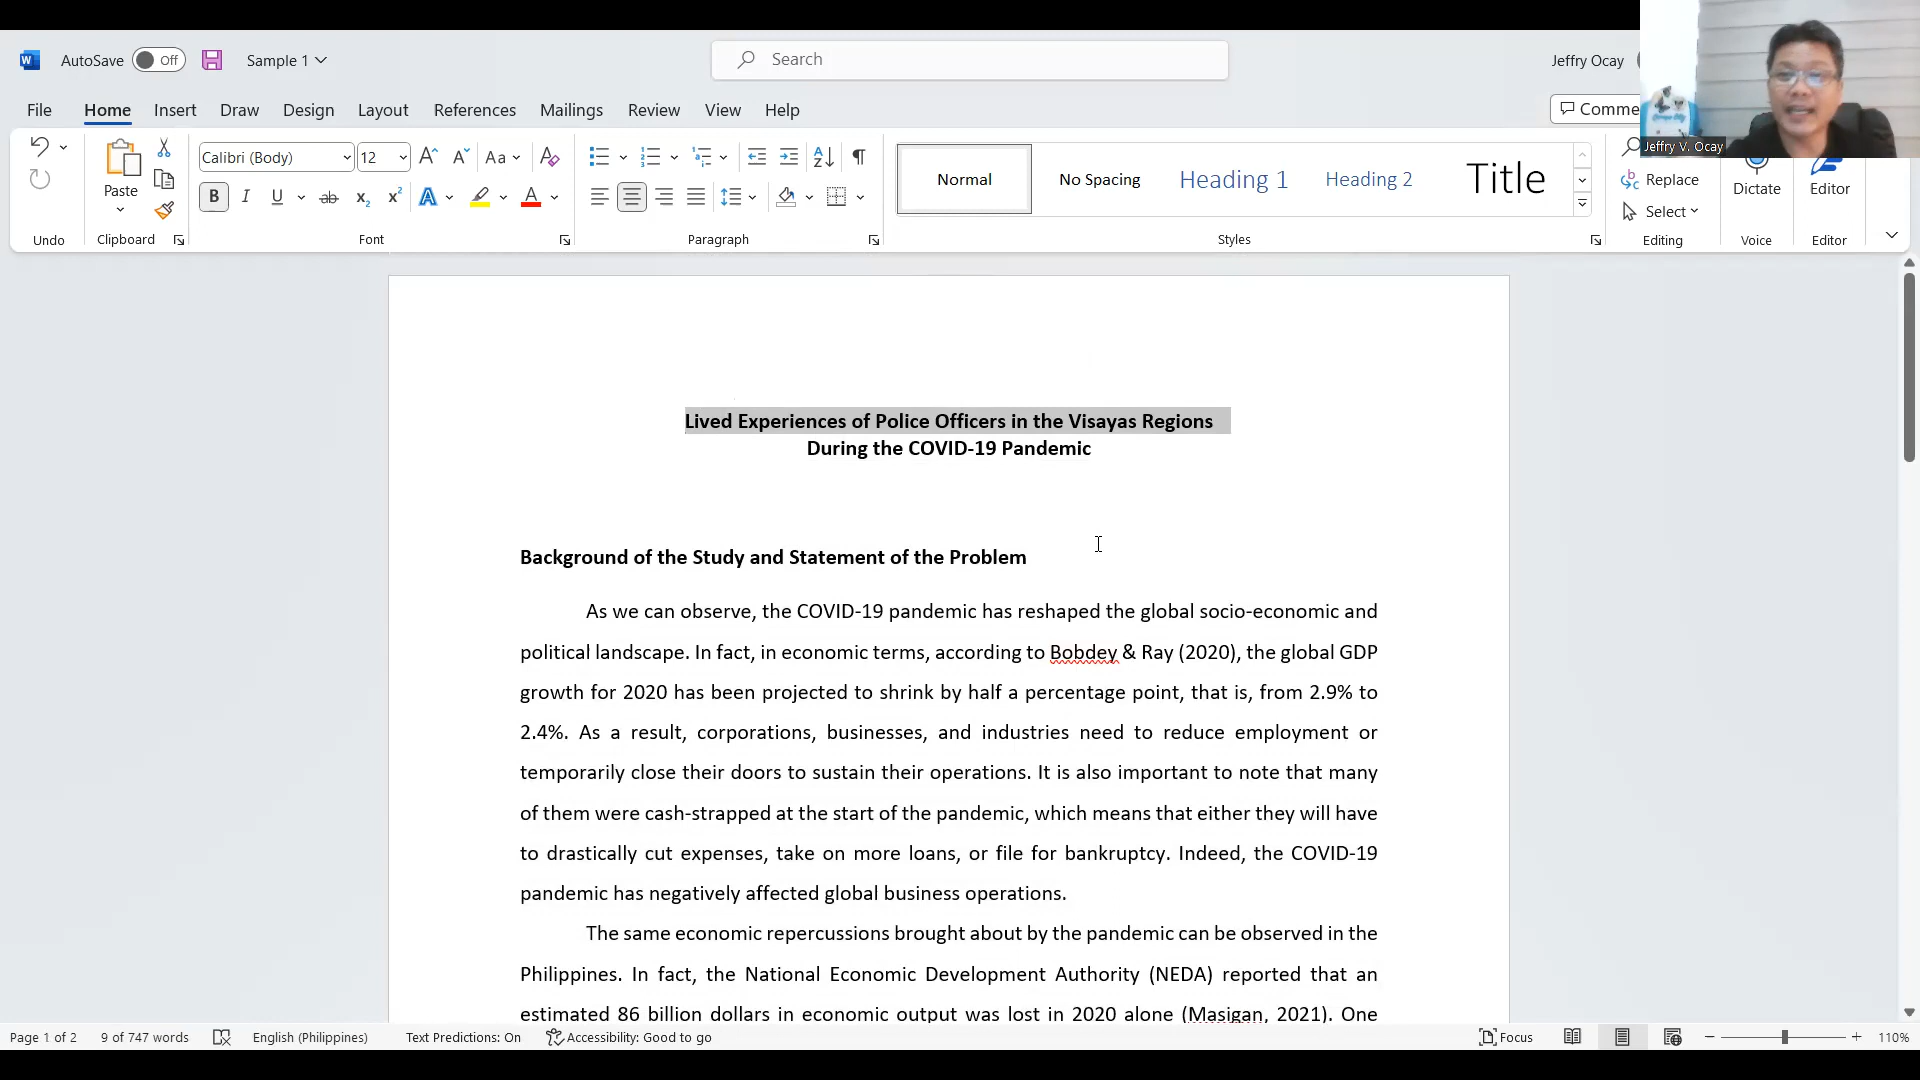 AutoSave Off Sample 1 Search Jeffry Ocay
File Home Insert Draw Design Layout References Mailings Review View Help Comme
Jeffry V. Ocay
Calibri (Body) 12 Aa
Paste B I U ab x₂ x² A A Normal No Spacing Heading 1 Heading 2 Title Replace Select Dictate Editor
Undo Clipboard Font Paragraph Styles Editing Voice Editor
Lived Experiences of Police Officers in the Visayas Regions
During the COVID-19 Pandemic
Background of the Study and Statement of the Problem
As we can observe, the COVID-19 pandemic has reshaped the global socio-economic and
political landscape. In fact, in economic terms, according to Bobdey & Ray (2020), the global GDP
growth for 2020 has been projected to shrink by half a percentage point, that is, from 2.9% to
2.4%. As a result, corporations, businesses, and industries need to reduce employment or
temporarily close their doors to sustain their operations. It is also important to note that many
of them were cash-strapped at the start of the pandemic, which means that either they will have
to drastically cut expenses, take on more loans, or file for bankruptcy. Indeed, the COVID-19
pandemic has negatively affected global business operations.
The same economic repercussions brought about by the pandemic can be observed in the
Philippines. In fact, the National Economic Development Authority (NEDA) reported that an
estimated 86 billion dollars in economic output was lost in 2020 alone (Masigan, 2021). One
Page 1 of 2 9 of 747 words English (Philippines) Text Predictions: On Accessibility: Good to go Focus 110%